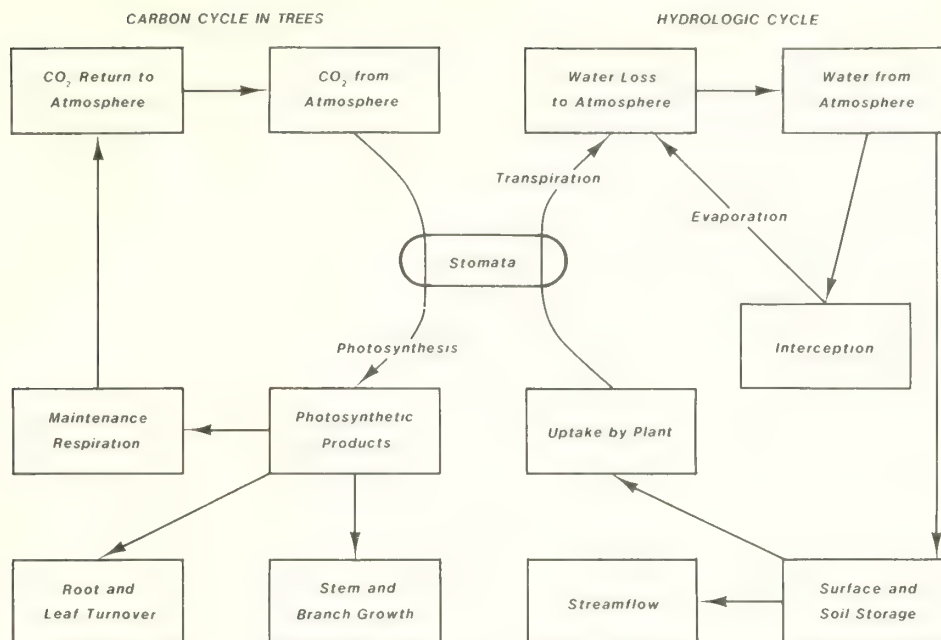 CARBON CYCLE IN TREES
HYDROLOGIC CYCLE
CO₂ Return to
Atmosphere
CO₂ from
Atmosphere
Water Loss
to Atmosphere
Water from
Atmosphere
Transpiration
Evaporation
Stomata
Photosynthesis
Interception
Maintenance
Respiration
Photosynthetic
Products
Uptake by Plant
Root and
Leaf Turnover
Stem and
Branch Growth
Streamflow
Surface and
Soil Storage